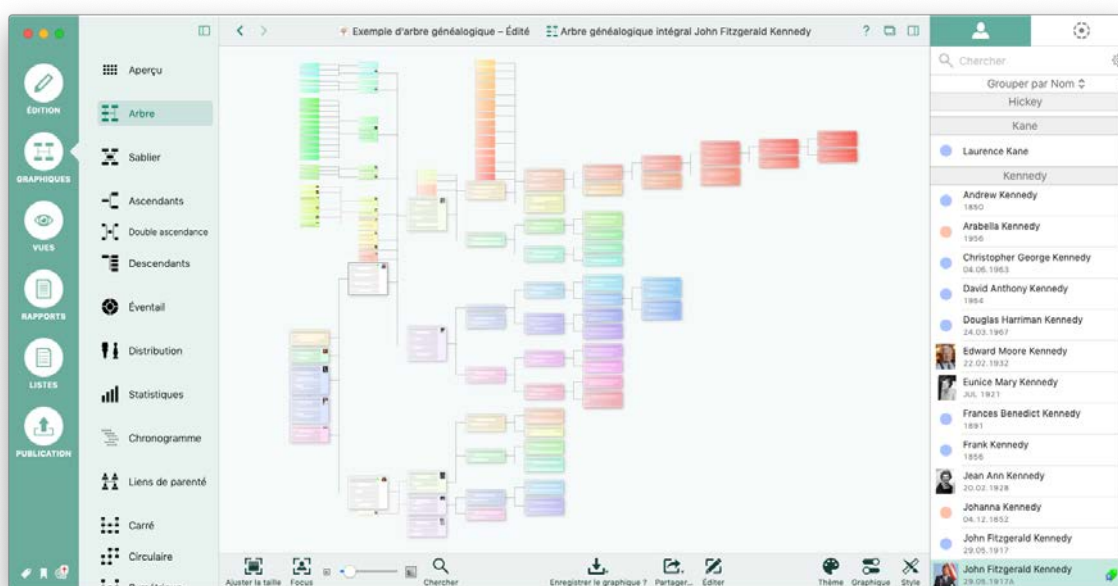 Exemple d'arbre généalogique – Édité
Arbre généalogique intégral John Fitzgerald Kennedy
?
ÉDITION
GRAPHIQUES
VUES
RAPPORTS
LISTES
PUBLICATION
Aperçu
Arbre
Sablier
Ascendants
Double ascendance
Descendants
Éventail
Distribution
Statistiques
Chronogramme
Liens de parenté
Carré
Circulaire
Ajuster la taille
Focus
Chercher
Enregistrer le graphique ?
Partager...
Éditer
Thème
Graphique
Style
Chercher
Grouper par Nom
Hickey
Kane
Laurence Kane
Kennedy
Andrew Kennedy
1860
Arabella Kennedy
1956
Christopher George Kennedy
04.06.1963
David Anthony Kennedy
Douglas Harriman Kennedy
24.03.1967
Edward Moore Kennedy
22.02.1932
Eunice Mary Kennedy
JUL 1921
Frances Benedict Kennedy
1891
Frank Kennedy
1856
Jean Ann Kennedy
20.02.1928
Johanna Kennedy
04.12.1852
John Fitzgerald Kennedy
29.05.1917
John Fitzgerald Kennedy
29.05.1917A